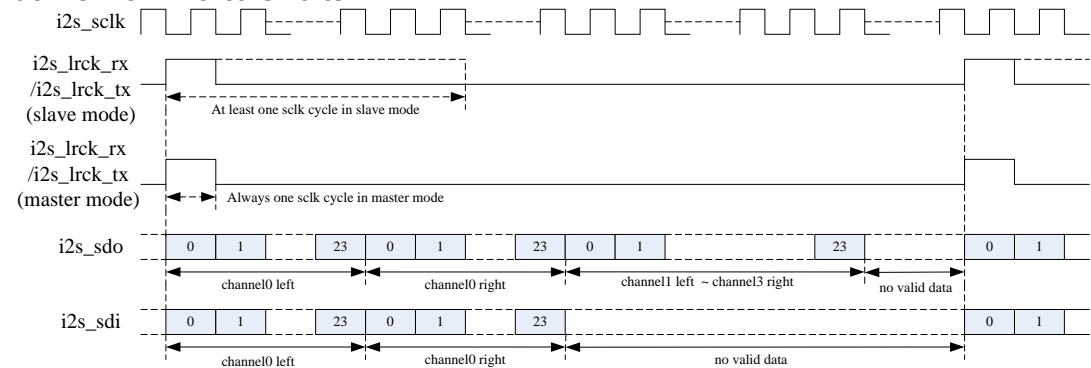 i2s_sclk
i2s_lrck_rx
/i2s_lrck_tx
(slave mode)
At least one sclk cycle in slave mode
i2s_lrck_rx
/i2s_lrck_tx
(master mode)
Always one sclk cycle in master mode
i2s_sdo
0 1 23 0 1 23 0 1 23 0 1
channel0 left channel0 right channel1 left ~ channel3 right no valid data
i2s_sdi
0 1 23 0 1 23 0 1
channel0 left channel0 right no valid data